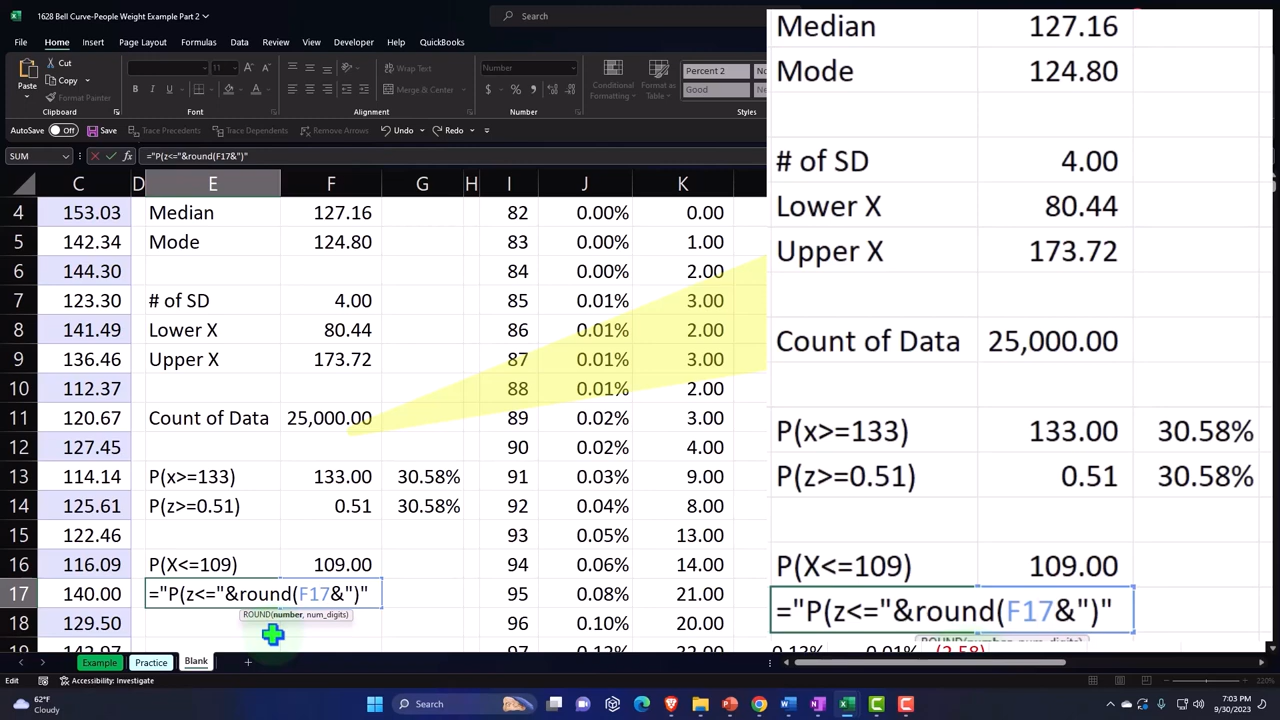 1628 Bell Curve-People Weight Example Part 2
Search
File Home Insert Page Layout Formulas Data Review View Developer Help QuickBooks
Cut
Copy
Format Painter
Paste
Clipboard
11
Font
Wrap Text
Merge & Center
Alignment
Number
Number
Conditional Formatting
Format as Table
Percent 2
Good
Styles
AutoSave Off Save Trace Precedents Trace Dependents Remove Arrows Undo Redo
SUM ="P(z<="&round(F17&")"
C D E F G H I J K
4 153.03 Median 127.16 82 0.00% 0.00
5 142.34 Mode 124.80 83 0.00% 1.00
6 144.30 84 0.00% 2.00
7 123.30 # of SD 4.00 85 0.01% 3.00
8 141.49 Lower X 80.44 86 0.01% 2.00
9 136.46 Upper X 173.72 87 0.01% 3.00
10 112.37 88 0.01% 2.00
11 120.67 Count of Data 25,000.00 89 0.02% 3.00
12 127.45 90 0.02% 4.00
13 114.14 P(x>=133) 133.00 30.58% 91 0.03% 9.00
14 125.61 P(z>=0.51) 0.51 30.58% 92 0.04% 8.00
15 122.46 93 0.05% 13.00
16 116.09 P(X<=109) 109.00 94 0.06% 14.00
17 140.00 ="P(z<="&round(F17&")" 95 0.08% 21.00
ROUND(number, num_digits)
18 129.50 96 0.10% 20.00
Median 127.16
Mode 124.80
# of SD 4.00
Lower X 80.44
Upper X 173.72
Count of Data 25,000.00
P(x>=133) 133.00 30.58%
P(z>=0.51) 0.51 30.58%
P(X<=109) 109.00
="P(z<="&round(F17&")"
ROUND(number, num_digits)
Example Practice Blank
Edit Accessibility: Investigate 220%
62°F
Cloudy
Search
7:03 PM
9/30/2023